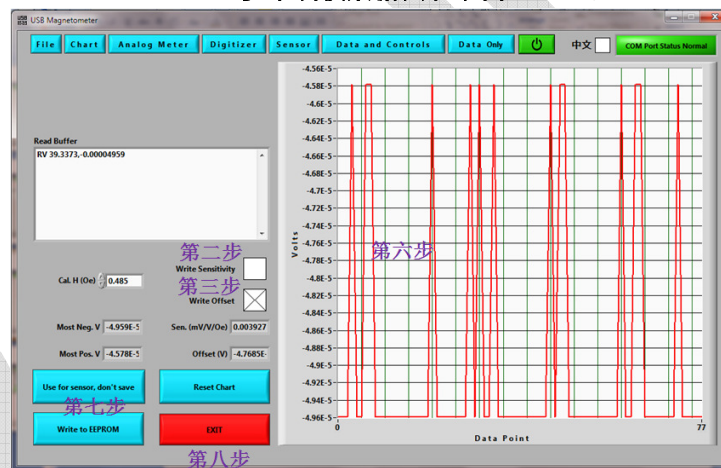 USB Magnetometer
File
Chart
Analog Meter
Digitizer
Sensor
Data and Controls
Data Only
中文
COM Port Status Normal
Read Buffer
RV 39.3373,-0.00004959
第二步
Write Sensitivity
Cal. H (Oe)
0.485
第三步
Write Offset
Most Neg. V
-4.959E-5
Sen. (mV/V/Oe)
0.003927
Most Pos. V
-4.578E-5
Offset (V)
-4.7685E-
Use for sensor, don't save
Reset Chart
第七步
Write to EEPROM
EXIT
第八步
Volts
-4.56E-5
-4.58E-5
-4.6E-5
-4.62E-5
-4.64E-5
-4.66E-5
-4.68E-5
-4.7E-5
-4.72E-5
-4.74E-5
-4.76E-5
-4.78E-5
-4.8E-5
-4.82E-5
-4.84E-5
-4.86E-5
-4.88E-5
-4.9E-5
-4.92E-5
-4.94E-5
-4.96E-5
第六步
0
77
Data Point